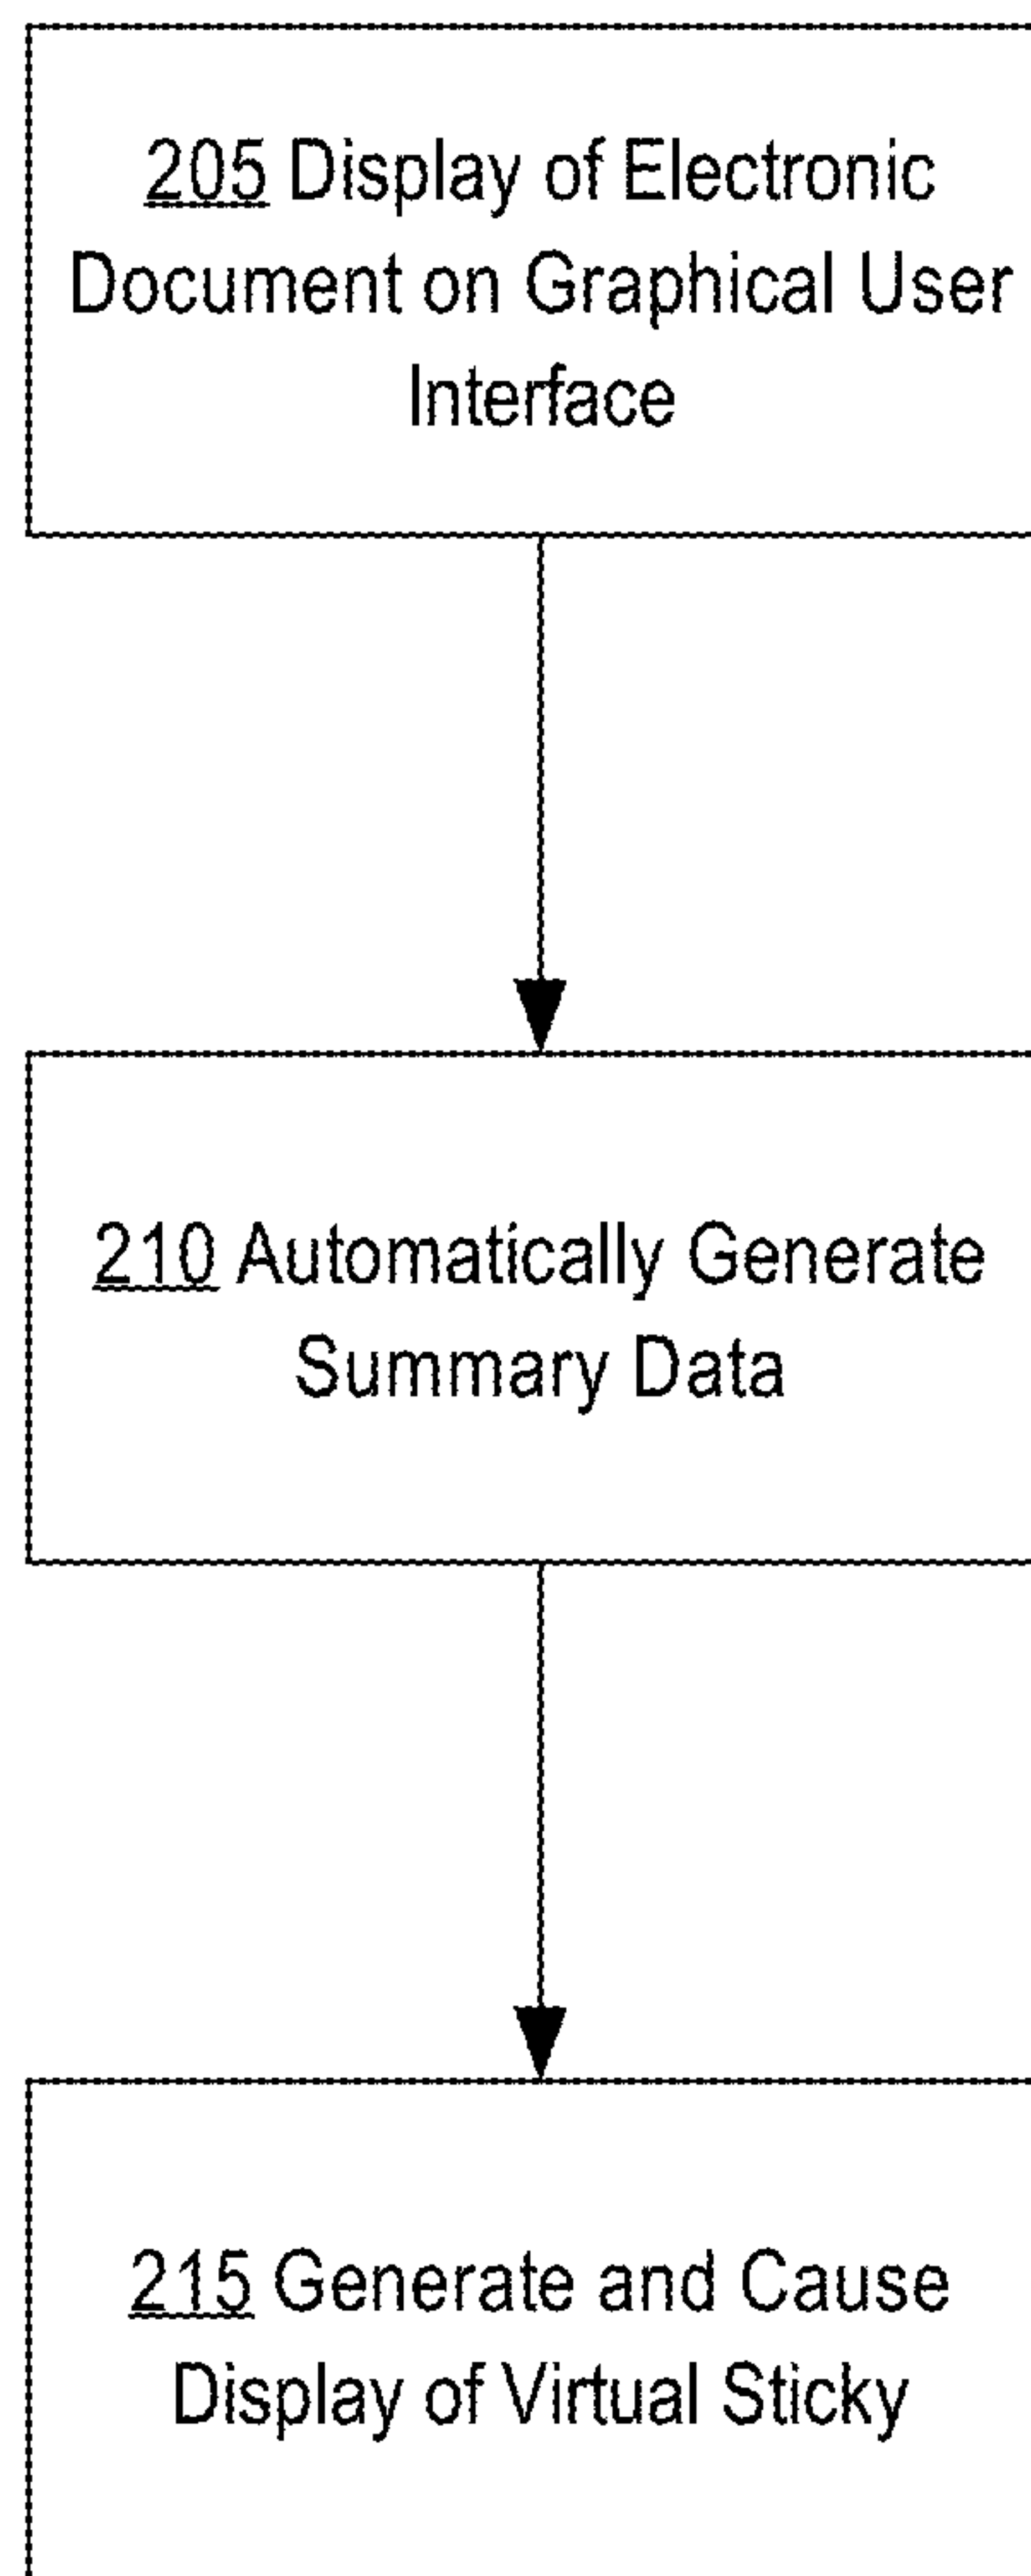 205 Display of Electronic
Document on Graphical User
Interface
210 Automatically Generate
Summary Data
215 Generate and Cause
Display of Virtual Sticky